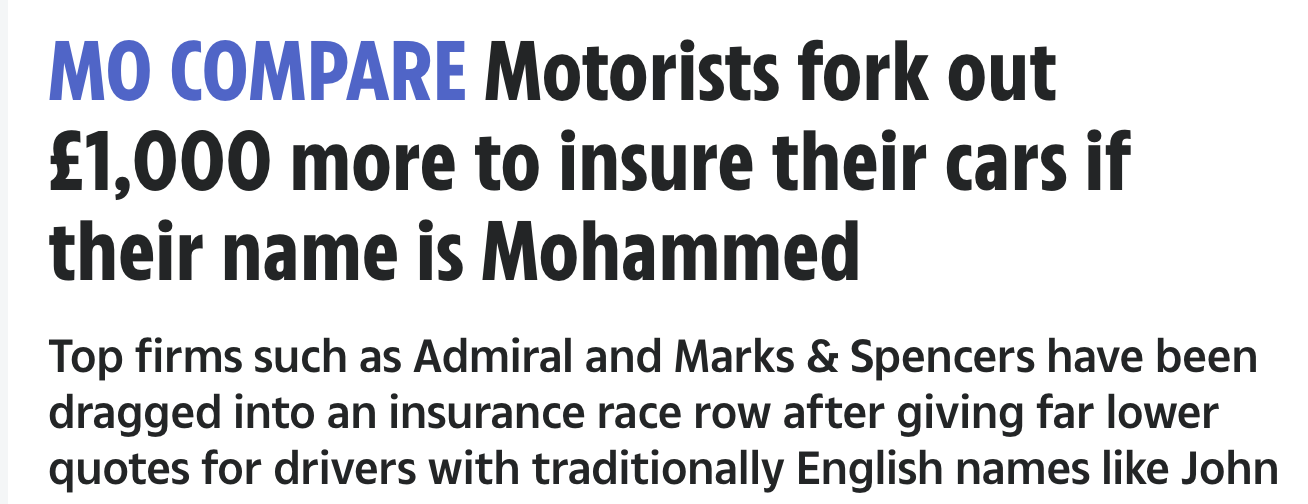 MO COMPARE Motorists fork out
£1,000 more to insure their cars if
their name is Mohammed
Top firms such as Admiral and Marks & Spencers have been
dragged into an insurance race row after giving far lower
quotes for drivers with traditionally English names like John